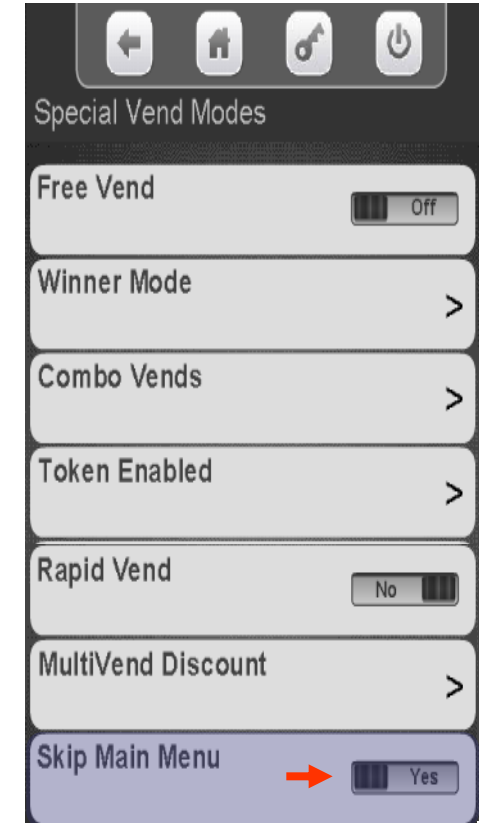 Special Vend Modes
Free Vend
Off
Winner Mode
>
Combo Vends
>
Token Enabled
>
Rapid Vend
No
MultiVend Discount
>
Skip Main Menu
Yes